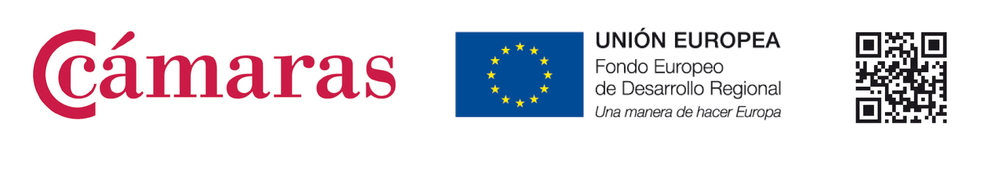 Cámaras
UNIÓN EUROPEA
Fondo Europeo
de Desarrollo Regional
Una manera de hacer Europa